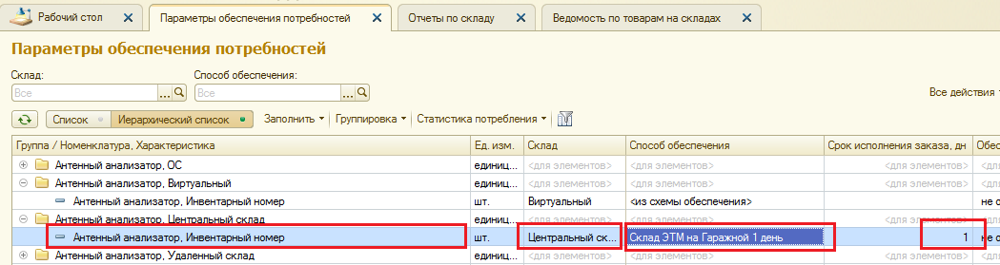 Рабочий стол Параметры обеспечения потребностей Отчеты по складу Ведомость по товарам на складах
Параметры обеспечения потребностей
Склад: Способ обеспечения:
Все ... Все ...
Все действия
Список Иерархический список Заполнить Группировка Статистика потребления
Группа / Номенклатура, Характеристика Ед. изм. Склад Способ обеспечения Срок исполнения заказа, дн Обес
Антенный анализатор, ОС единиц... <для элементов> <для элементов> <для элементов> <для
Антенный анализатор, Виртуальный единиц... <для элементов> <для элементов> <для элементов> <для
Антенный анализатор, Инвентарный номер шт. Виртуальный <из схемы обеспечения> не о
Антенный анализатор, Центральный склад единиц... <для элементов> <для элементов> <для элементов> <для
Антенный анализатор, Инвентарный номер шт. Центральный ск... Склад ЭТМ на Гаражной 1 день 1 не о
Антенный анализатор, Удаленный склад единиц... <для элементов> <для элементов> <для элементов> <для